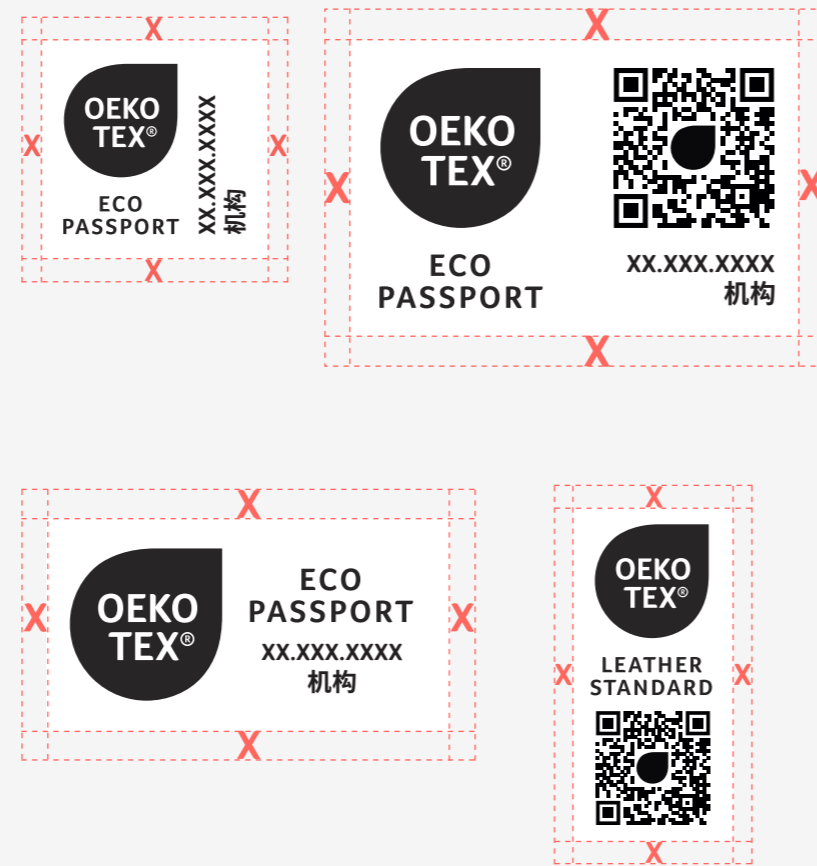 X
X
OEKO
TEX®
ECO
PASSPORT
XX.XXX.XXXX
机构
X
X
X
X
OEKO
TEX®
ECO
PASSPORT
XX.XXX.XXXX
机构
X
X
X
X
OEKO
TEX®
ECO
PASSPORT
XX.XXX.XXXX
机构
X
X
X
X
OEKO
TEX®
LEATHER
STANDARD
X
X